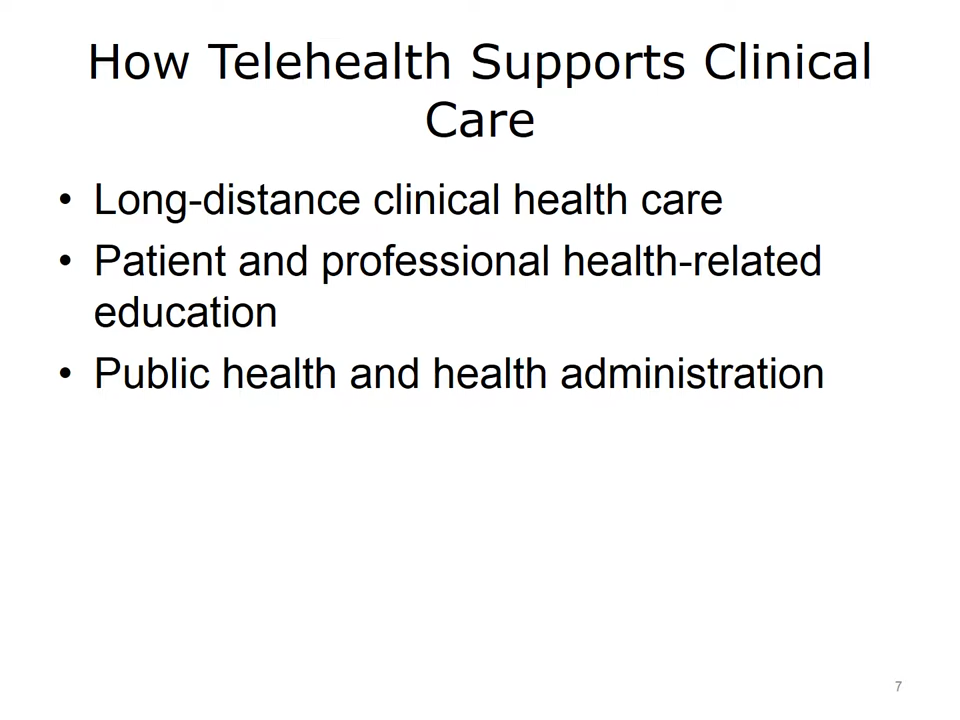 How Telehealth Supports Clinical
Care
• Long-distance clinical health care
• Patient and professional health-related
education
• Public health and health administration
7